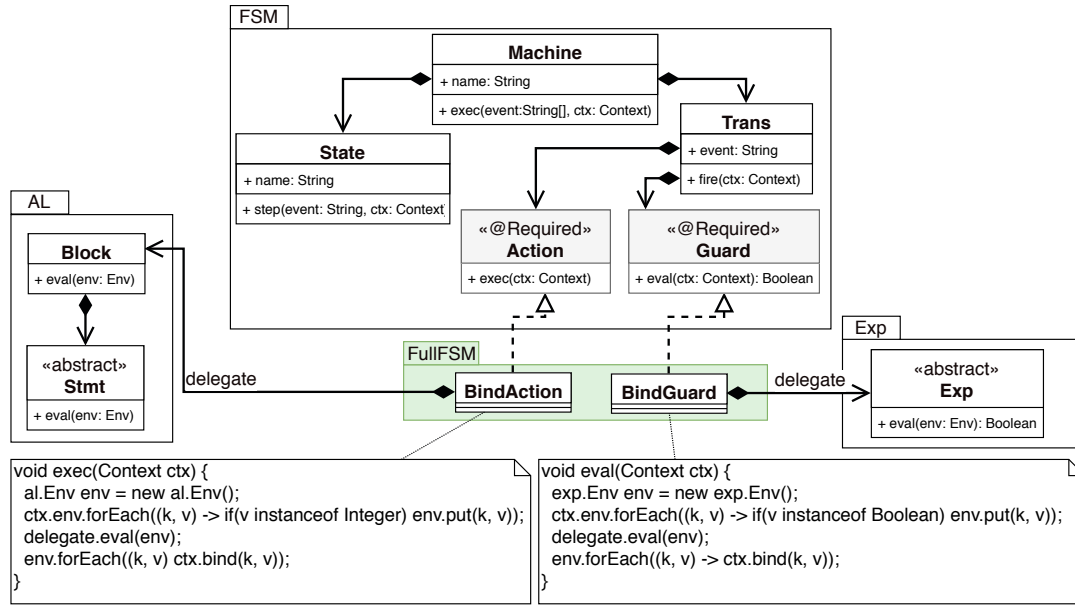 FSM
Machine
+ name: String
+ exec(event:String[], ctx: Context)
Trans
+ event: String
+ fire(ctx: Context)
State
+ name: String
+ step(event: String, ctx: Context
«@Required»
Action
+ exec(ctx: Context)
«@Required»
Guard
+ eval(ctx: Context): Boolean
AL
Block
+ eval(env: Env)
«abstract»
Stmt
+ eval(env: Env)
delegate
FullFSM
BindAction
BindGuard
delegate
Exp
«abstract»
Exp
+ eval(env: Env): Boolean
void exec(Context ctx) {
al.Env env = new al.Env();
ctx.env.forEach((k, v) -> if(v instanceof Integer) env.put(k, v));
delegate.eval(env);
env.forEach((k, v) ctx.bind(k, v));
}
void eval(Context ctx) {
exp.Env env = new exp.Env();
ctx.env.forEach((k, v) -> if(v instanceof Boolean) env.put(k, v));
delegate.eval(env);
env.forEach((k, v) -> ctx.bind(k, v));
}